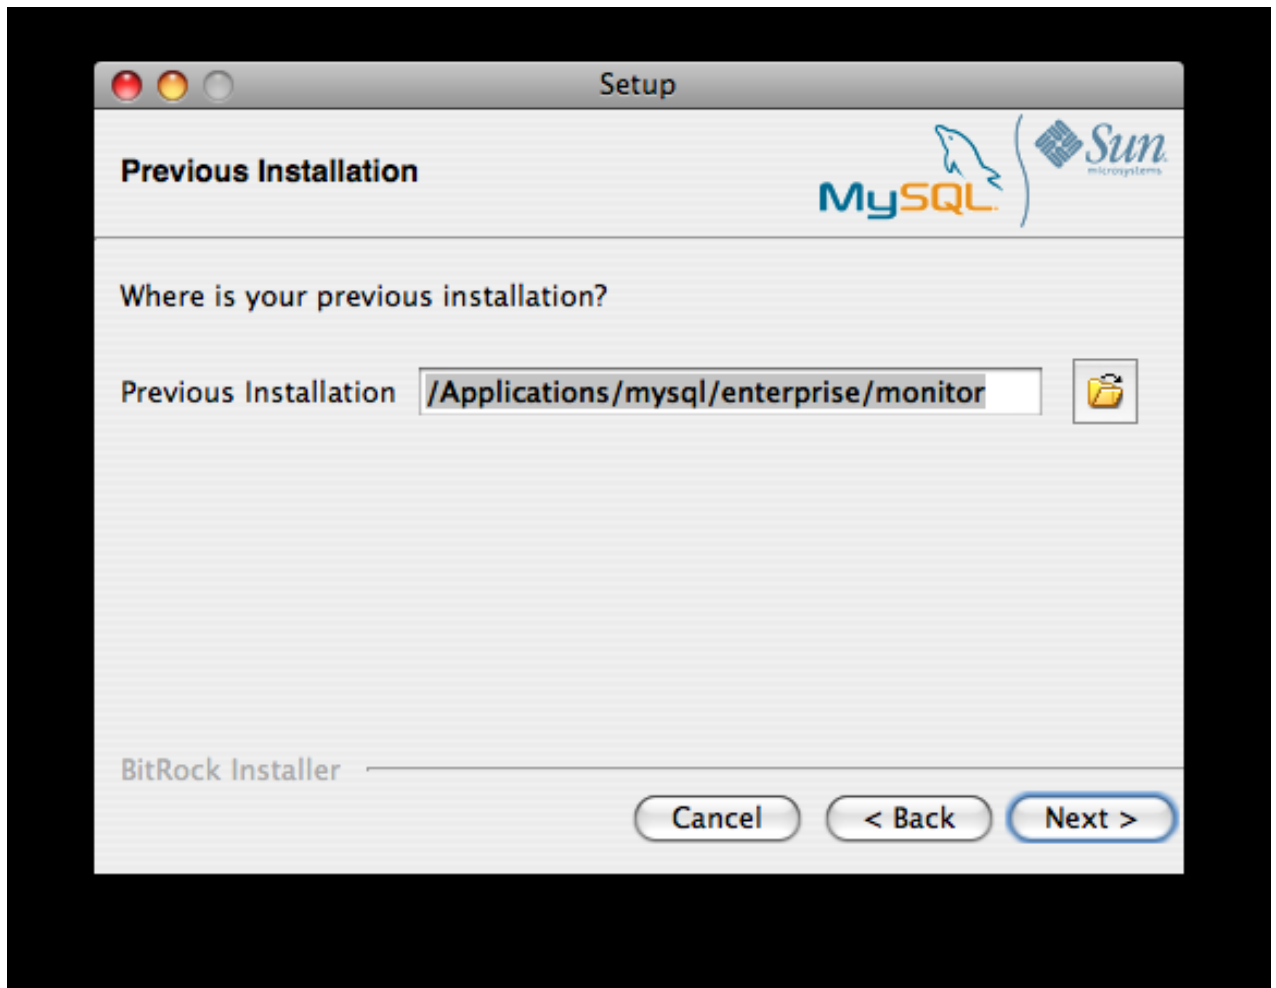 Setup
Previous Installation
MySQL
Sun
microsystems
Where is your previous installation?
Previous Installation /Applications/mysql/enterprise/monitor
BitRock Installer
Cancel < Back Next >